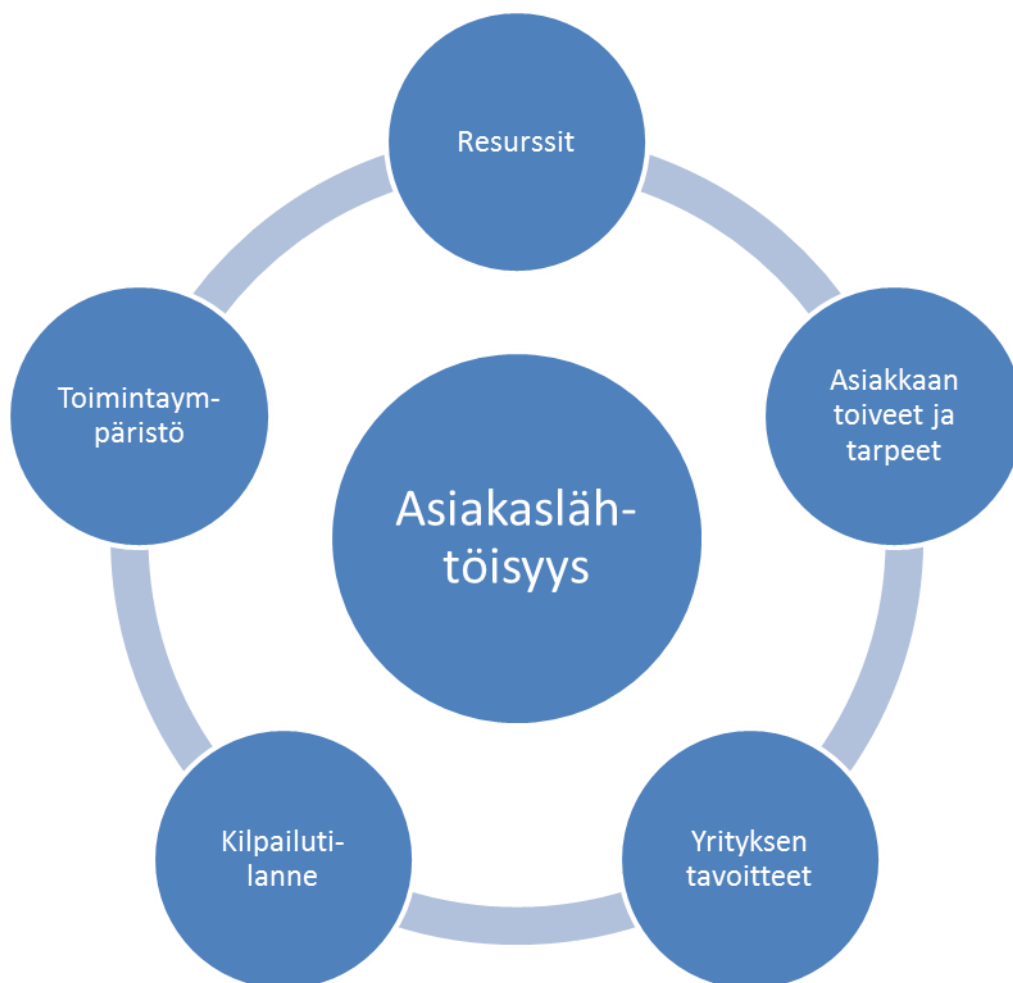 Resurssit
Asiakkaan
toiveet ja
tarpeet
Toimintaym-
päristö
Asiakasläh-
töisyys
Kilpailuti-
lanne
Yrityksen
tavoitteet